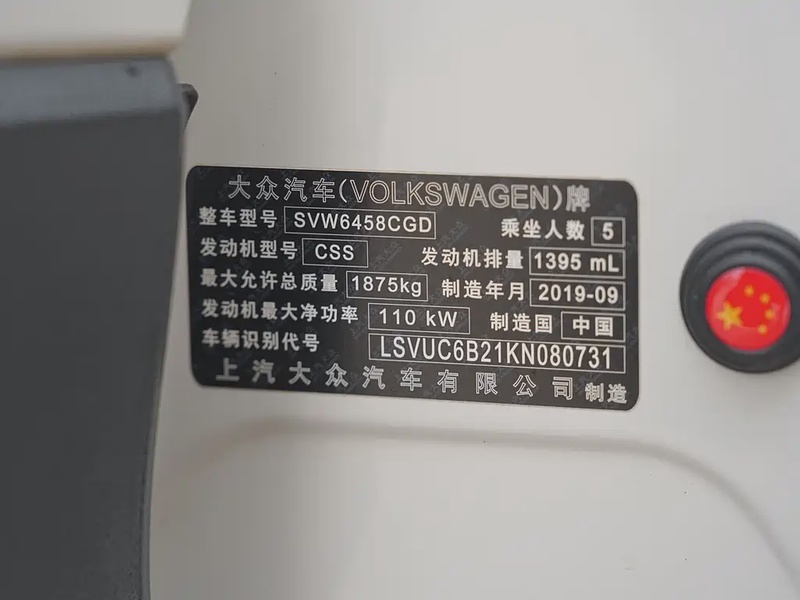 大众汽车(VOLKSWAGEN)牌
整车型号 SVW6458CGD 乘坐人数 5
发动机型号 CSS 发动机排量 1395 mL
最大允许总质量 1875kg 制造年月 2019-09
发动机最大净功率 110 kW 制造国 中国
车辆识别代号 LSVUC6B21KN080731
上汽大众汽车有限公司制造